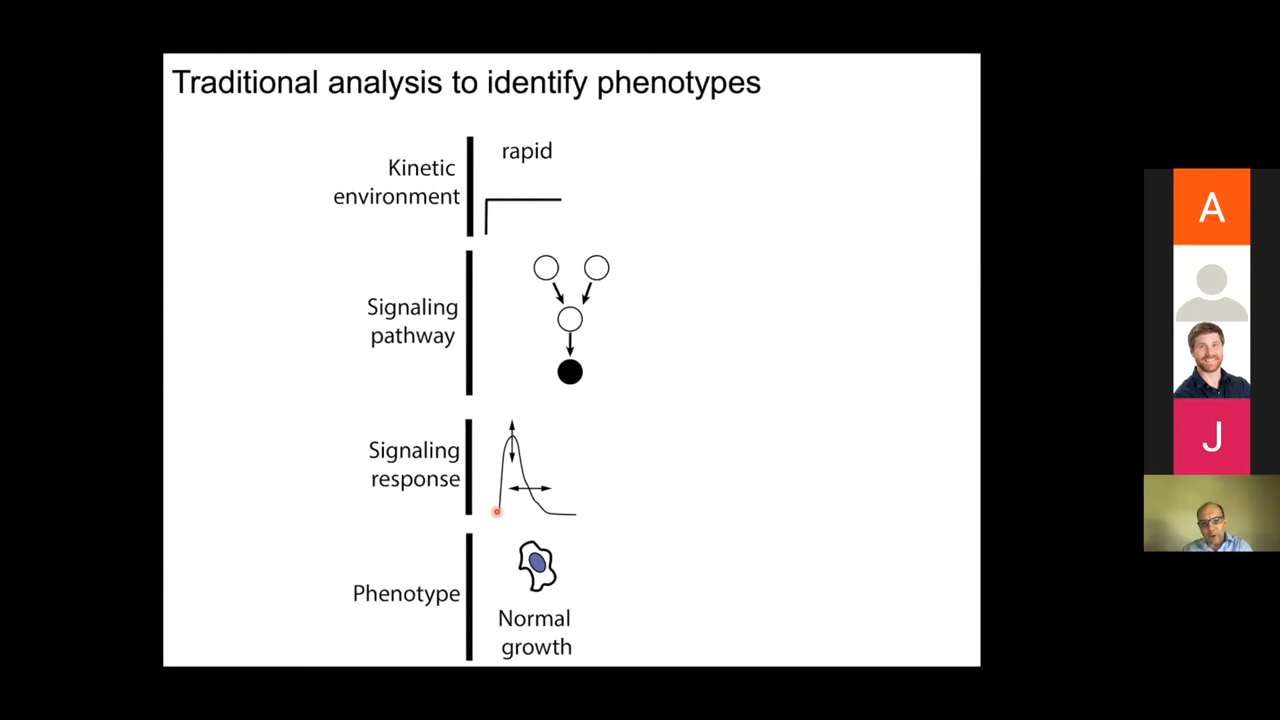 Traditional analysis to identify phenotypes
Kinetic
environment
rapid
Signaling
pathway
Signaling
response
Phenotype
Normal
growth
A
J